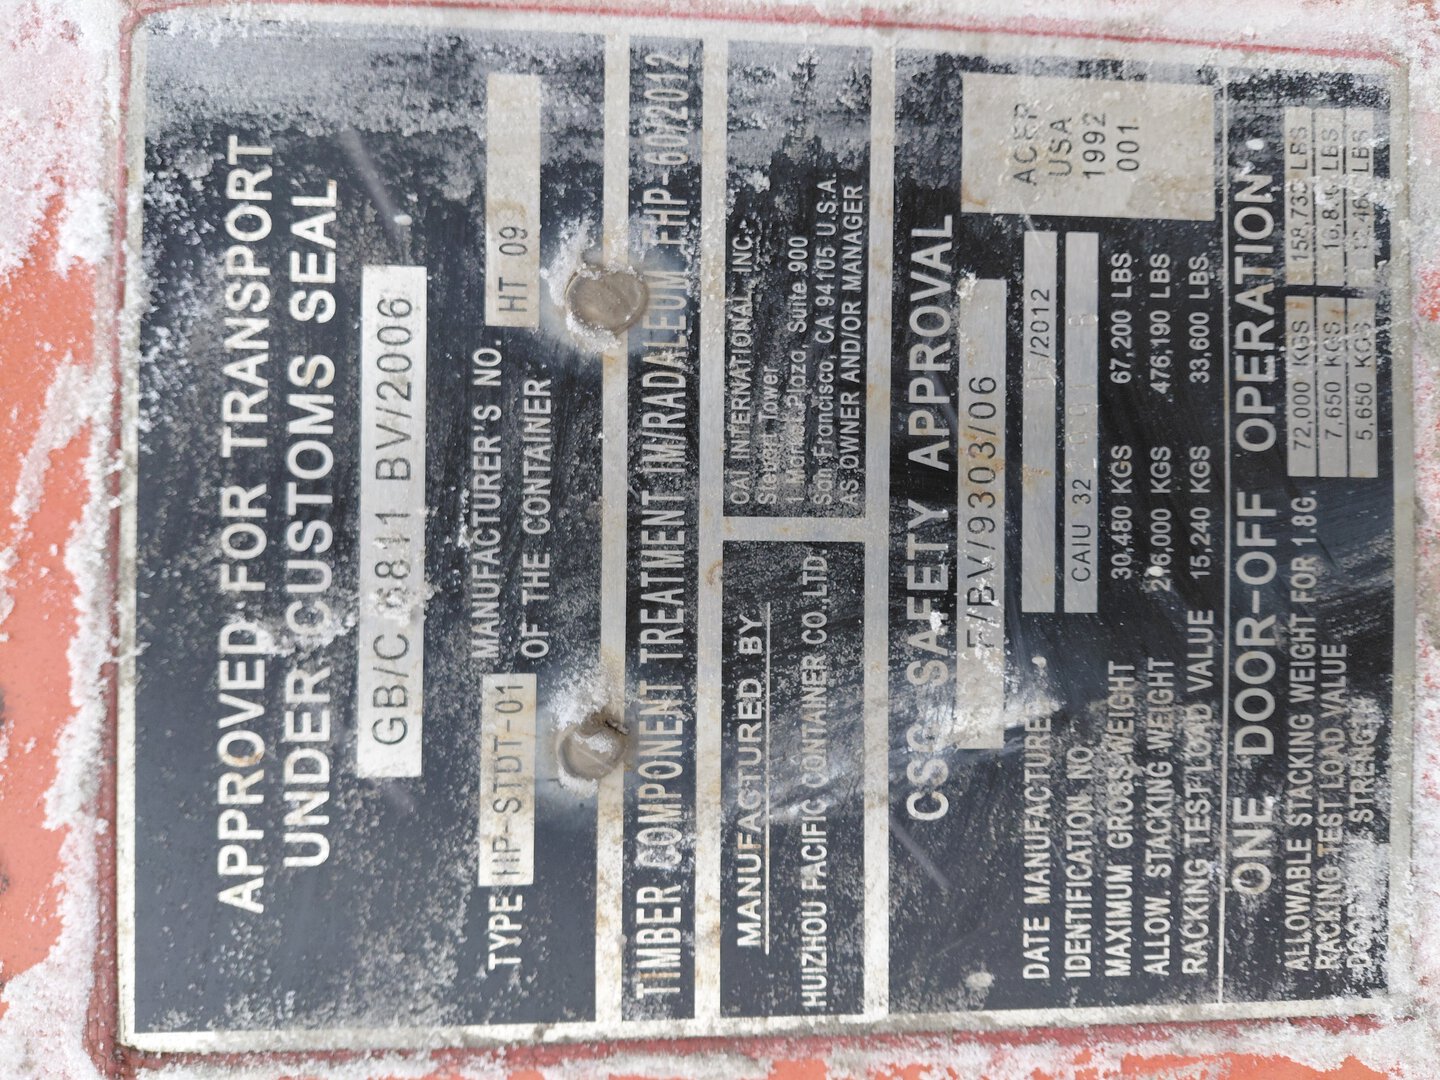 APPROVED FOR TRANSPORT
UNDER CUSTOMS SEAL
GB/C 6811 BV/2006
TYPE HP-STDT-01 MANUFACTURER'S NO.
OF THE CONTAINER HT 09
TIMBER COMPONENT TREATMENT IM/RADALEUM FHP-60/2012
MANUFACTURED BY
HUIZHOU PACIFIC CONTAINER CO.,LTD.
CAI INTERNATIONAL, INC.
Steuart Tower
1 Market Plaza, Suite 900
San Francisco, CA 94105 U.S.A.
AS OWNER AND/OR MANAGER
CSC SAFETY APPROVAL
F/BV/9303/06
ACEP
USA
1992
001
DATE MANUFACTURED /2012
IDENTIFICATION NO. CAIU 32
MAXIMUM GROSS WEIGHT 30,480 KGS 67,200 LBS
ALLOW. STACKING WEIGHT 216,000 KGS 476,190 LBS
RACKING TEST LOAD VALUE 15,240 KGS 33,600 LBS.
ONE DOOR-OFF OPERATION.
ALLOWABLE STACKING WEIGHT FOR 1.8G. 72,000 KGS 158,730 LBS
RACKING TEST LOAD VALUE 7,650 KGS LBS
DOOR STRENGTH 5,650 KGS LBS